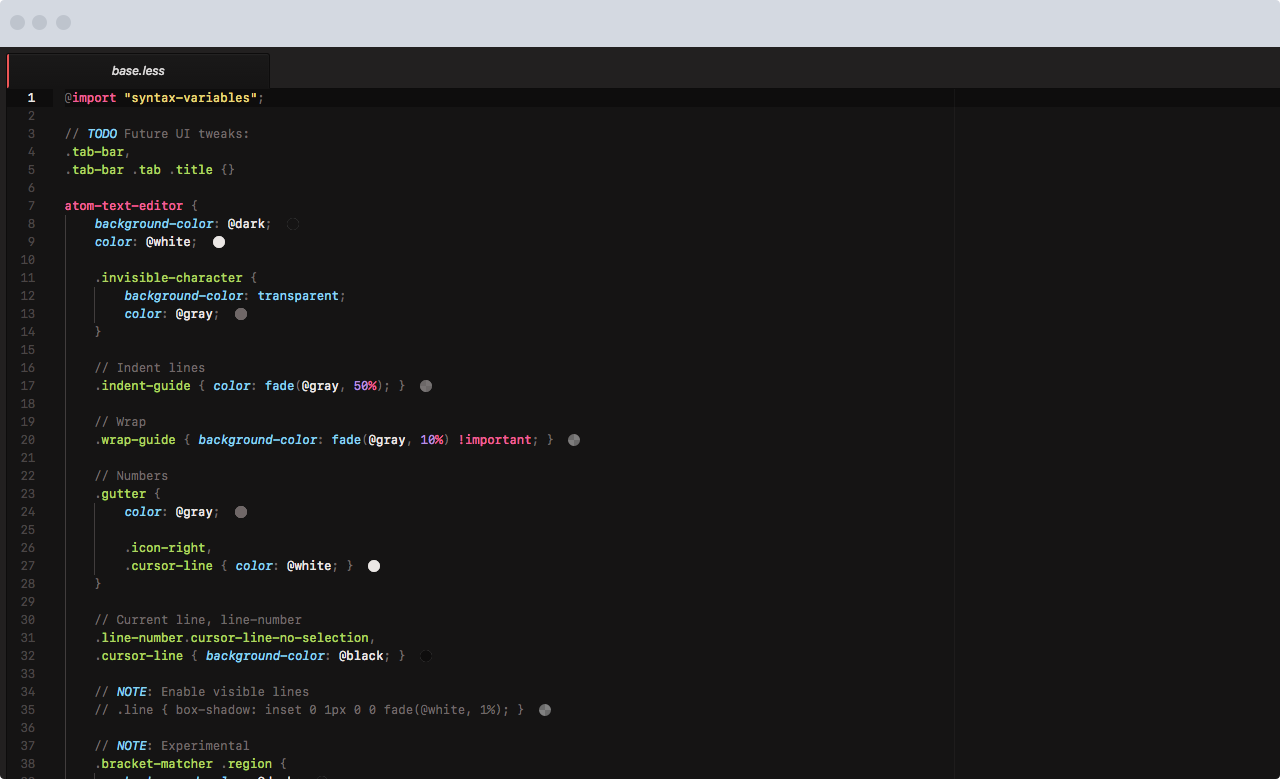 base.less
1 @import "syntax-variables";
2
3 // TODO Future UI tweaks:
4 .tab-bar,
5 .tab-bar .tab .title {}
6
7 atom-text-editor {
8 background-color: @dark;
9 color: @white;
10
11 .invisible-character {
12 background-color: transparent;
13 color: @gray;
14 }
15
16 // Indent lines
17 .indent-guide { color: fade(@gray, 50%); }
18
19 // Wrap
20 .wrap-guide { background-color: fade(@gray, 10%) !important; }
21
22 // Numbers
23 .gutter {
24 color: @gray;
25
26 .icon-right,
27 .cursor-line { color: @white; }
28 }
29
30 // Current line, line-number
31 .line-number.cursor-line-no-selection,
32 .cursor-line { background-color: @black; }
33
34 // NOTE: Enable visible lines
35 // .line { box-shadow: inset 0 1px 0 0 fade(@white, 1%); }
36
37 // NOTE: Experimental
38 .bracket-matcher .region {